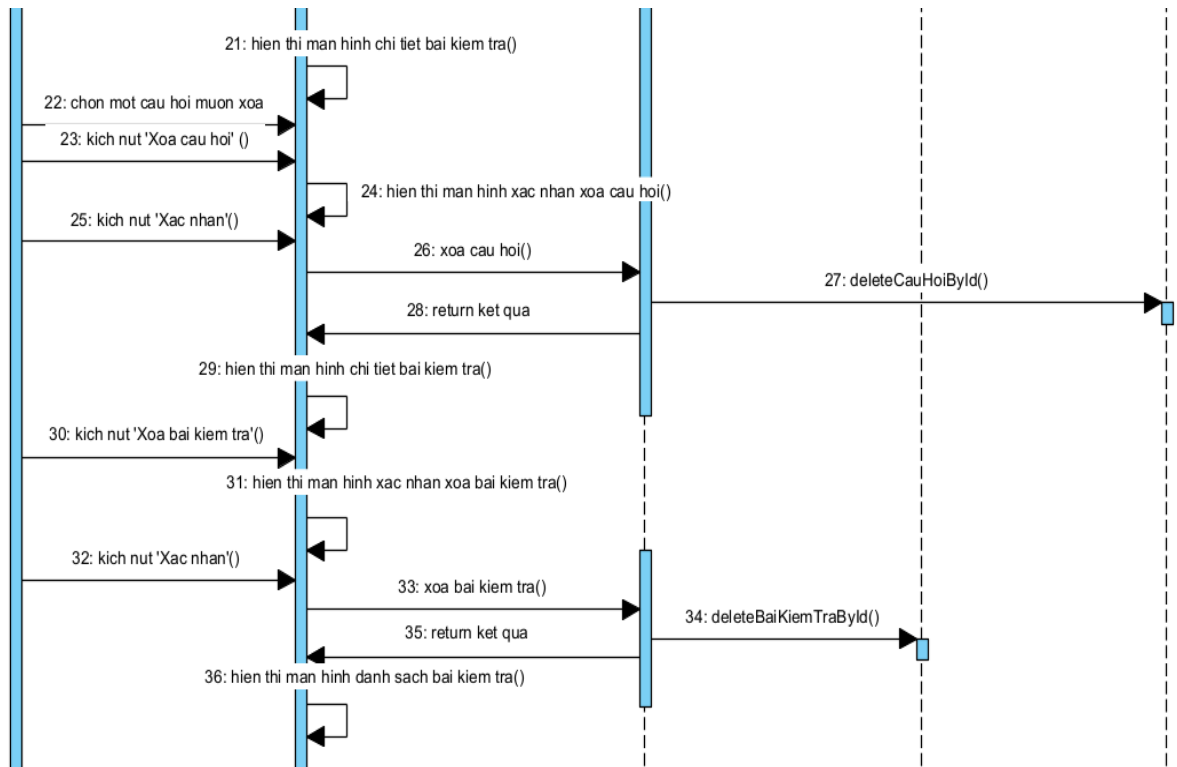 21: hien thi man hinh chi tiet bai kiem tra()
22: chon mot cau hoi muon xoa
23: kich nut 'Xoa cau hoi' ()
24: hien thi man hinh xac nhan xoa cau hoi()
25: kich nut 'Xac nhan'()
26: xoa cau hoi()
27: deleteCauHoiById()
28: return ket qua
29: hien thi man hinh chi tiet bai kiem tra()
30: kich nut 'Xoa bai kiem tra'()
31: hien thi man hinh xac nhan xoa bai kiem tra()
32: kich nut 'Xac nhan'()
33: xoa bai kiem tra()
34: deleteBaiKiemTraById()
35: return ket qua
36: hien thi man hinh danh sach bai kiem tra()